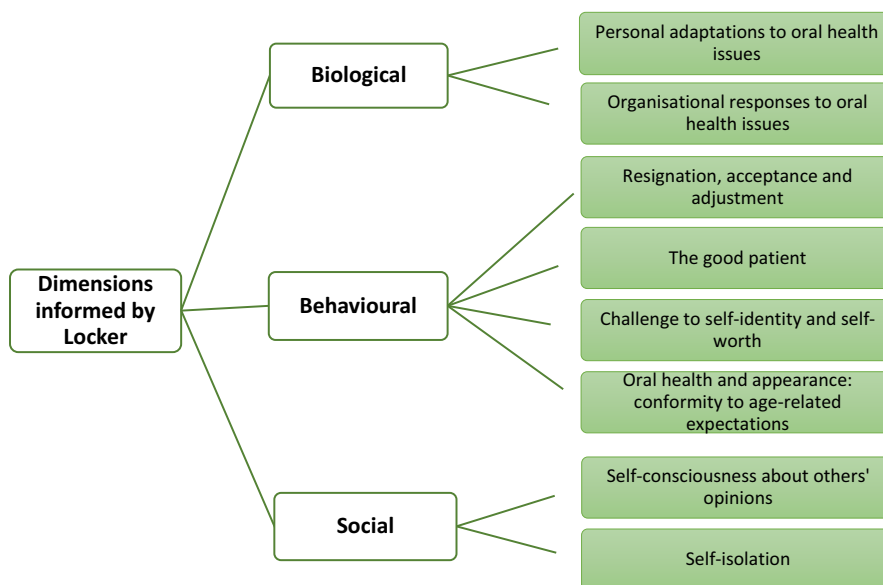 Dimensions
informed by
Locker
Biological
Personal adaptations to oral health
issues
Organisational responses to oral
health issues
Behavioural
Resignation, acceptance and
adjustment
The good patient
Challenge to self-identity and self-
worth
Oral health and appearance:
conformity to age-related
expectations
Social
Self-consciousness about others'
opinions
Self-isolation